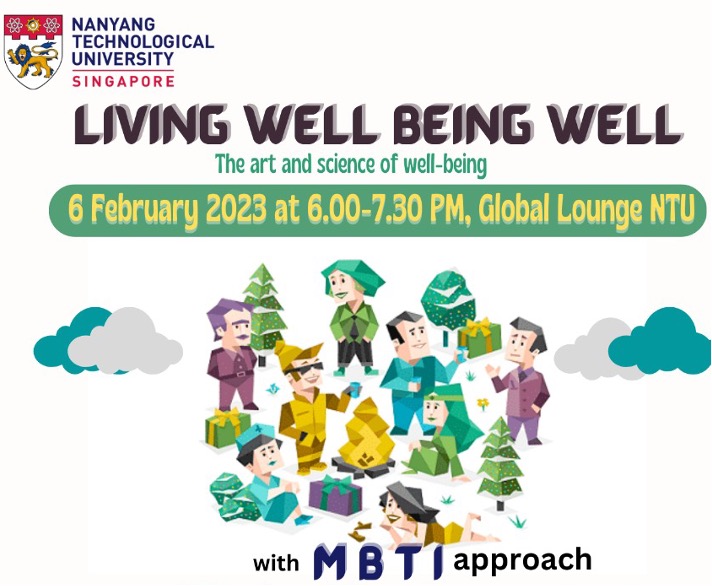 NANYANG
TECHNOLOGICAL
UNIVERSITY
SINGAPORE
LIVING WELL BEING WELL
The art and science of well-being
6 February 2023 at 6.00-7.30 PM, Global Lounge NTU
with MBTI approach